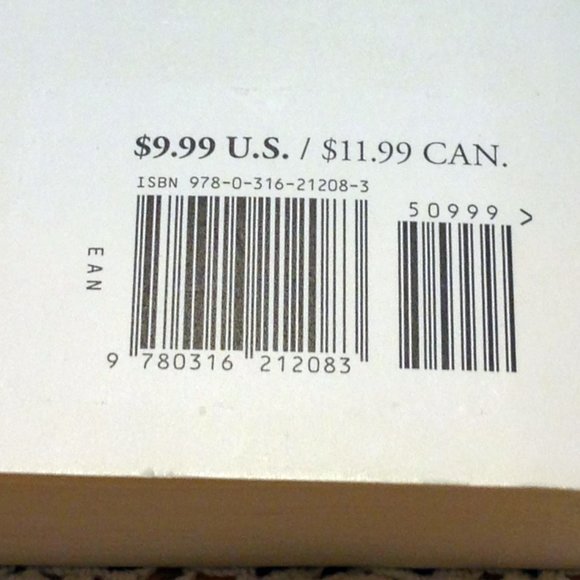 $9.99 U.S. / $11.99 CAN.
ISBN 978-0-316-21208-3
50999 >
EAN
9 780316 212083